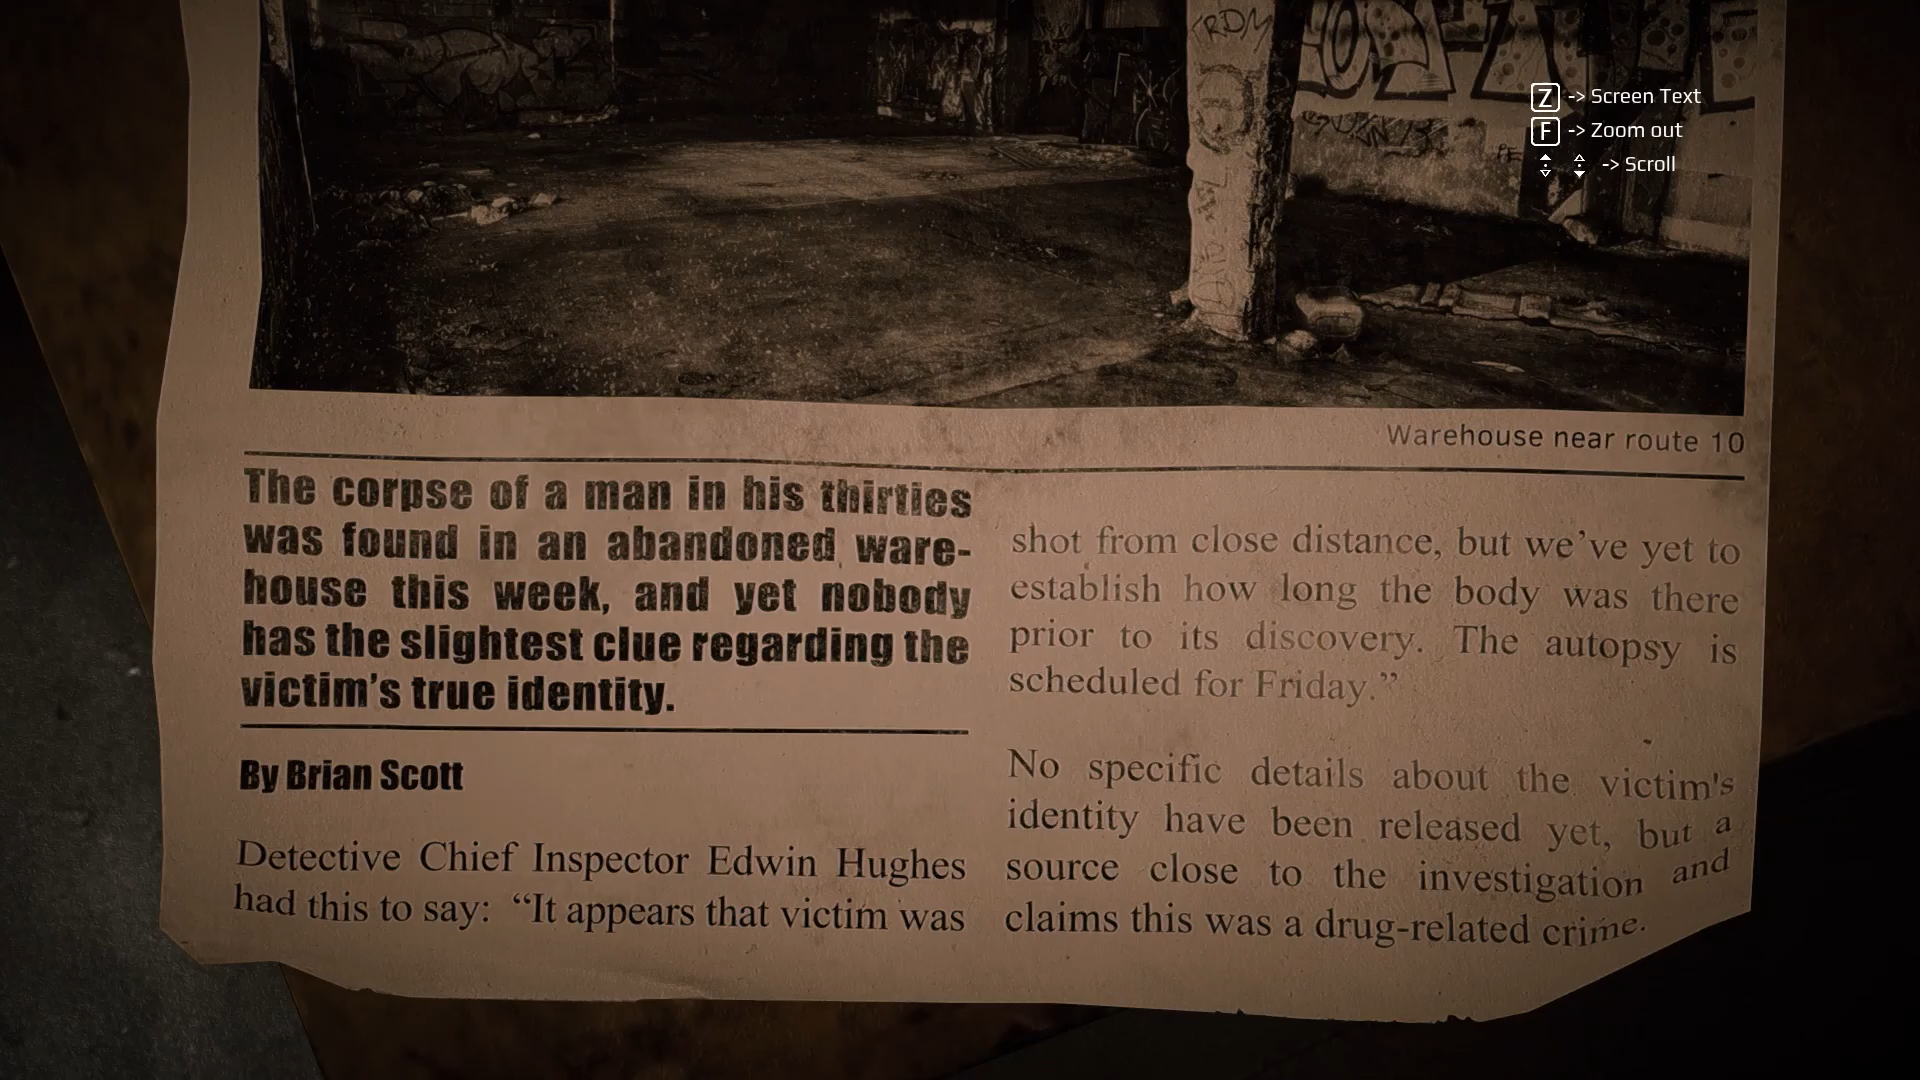 CRDM
Z -> Screen Text
F -> Zoom out
-> Scroll
Warehouse near route 10
The corpse of a man in his thirties
was found in an abandoned ware-
house this week, and yet nobody
has the slightest clue regarding the
victim's true identity.
By Brian Scott
Detective Chief Inspector Edwin Hughes
had this to say: “It appears that victim was
shot from close distance, but we’ve yet to
establish how long the body was there
prior to its discovery. The autopsy is
scheduled for Friday.”
No specific details about the victim's
identity have been released yet, but a
source close to the investigation and
claims this was a drug-related crime.